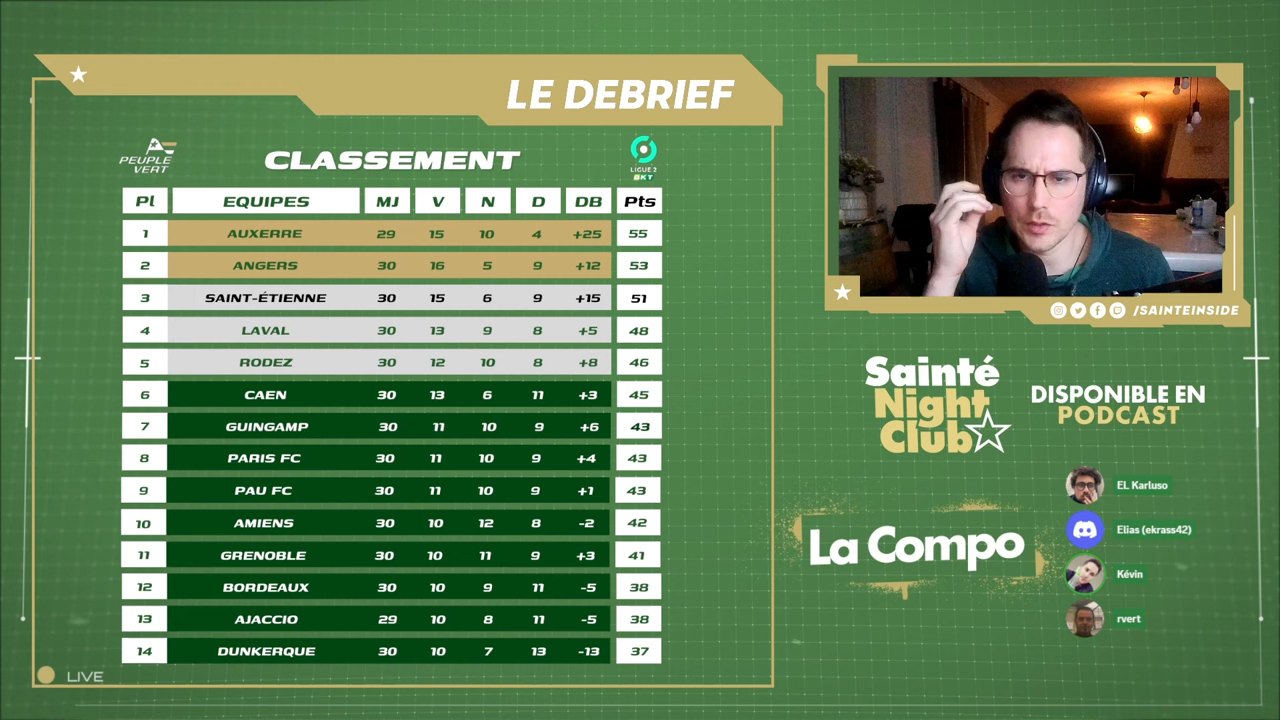 LE DEBRIEF
PEUPLE
VERT
CLASSEMENT
LIGUE 2
BKT
Pl EQUIPES MJ V N D DB Pts
1 AUXERRE 29 15 10 4 +25 55
2 ANGERS 30 16 5 9 +12 53
3 SAINT-ÉTIENNE 30 15 6 9 +15 51
4 LAVAL 30 13 9 8 +5 48
5 RODEZ 30 12 10 8 +8 46
6 CAEN 30 13 6 11 +3 45
7 GUINGAMP 30 11 10 9 +6 43
8 PARIS FC 30 11 10 9 +4 43
9 PAU FC 30 11 10 9 +1 43
10 AMIENS 30 10 12 8 -2 42
11 GRENOBLE 30 10 11 9 +3 41
12 BORDEAUX 30 10 9 11 -5 38
13 AJACCIO 29 10 8 11 -5 38
14 DUNKERQUE 30 10 7 13 -13 37
LIVE
/SAINTEINSIDE
Sainté
Night
Club
DISPONIBLE EN
PODCAST
La Compo
EL Karluso
Elias (ekrass42)
Kévin
rvert